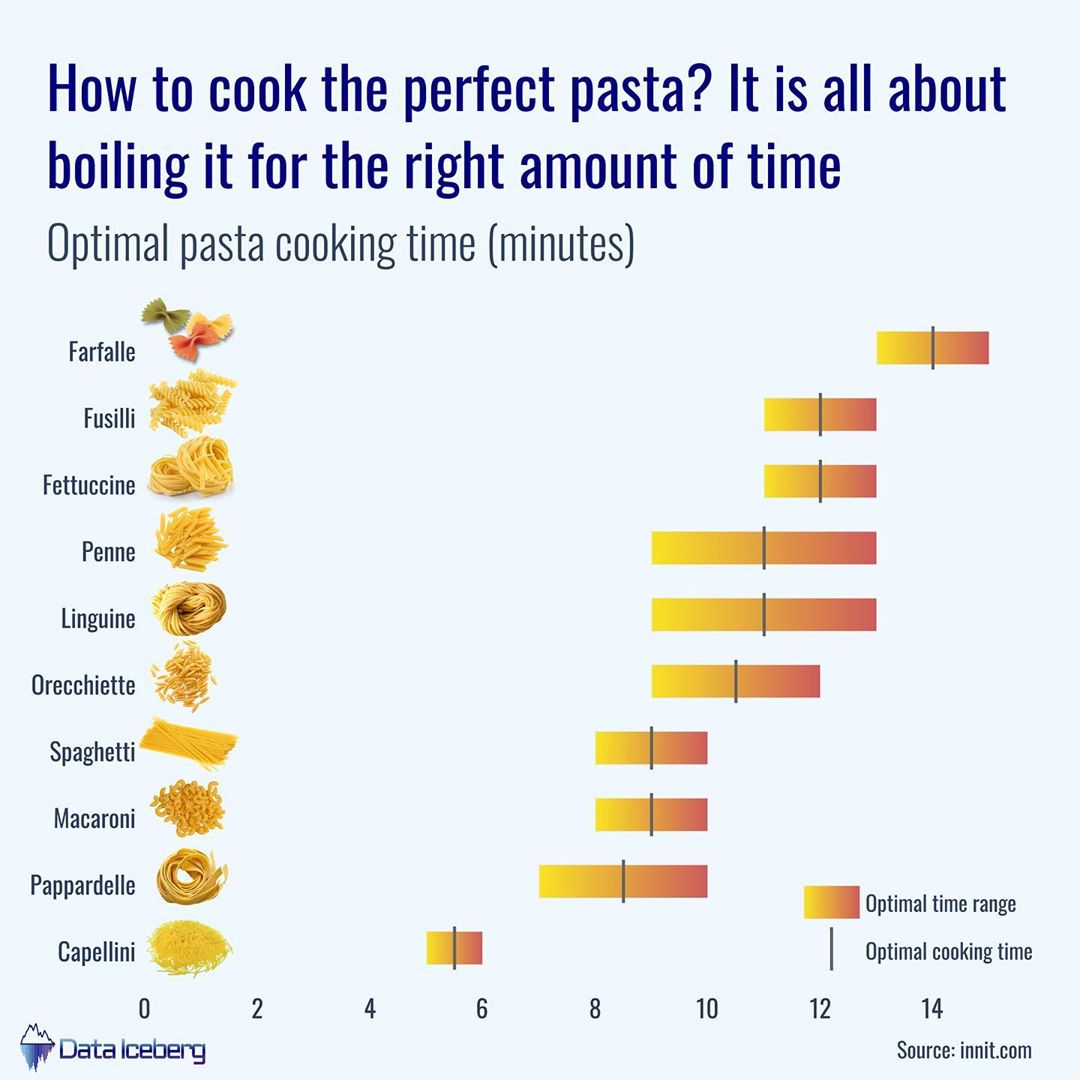 How to cook the perfect pasta? It is all about
boiling it for the right amount of time
Optimal pasta cooking time (minutes)
Farfalle
Fusilli
Fettuccine
Penne
Linguine
Orecchiette
Spaghetti
Macaroni
Pappardelle
Capellini
Optimal time range
Optimal cooking time
0 2 4 6 8 10 12 14
Data Iceberg
Source: innit.com